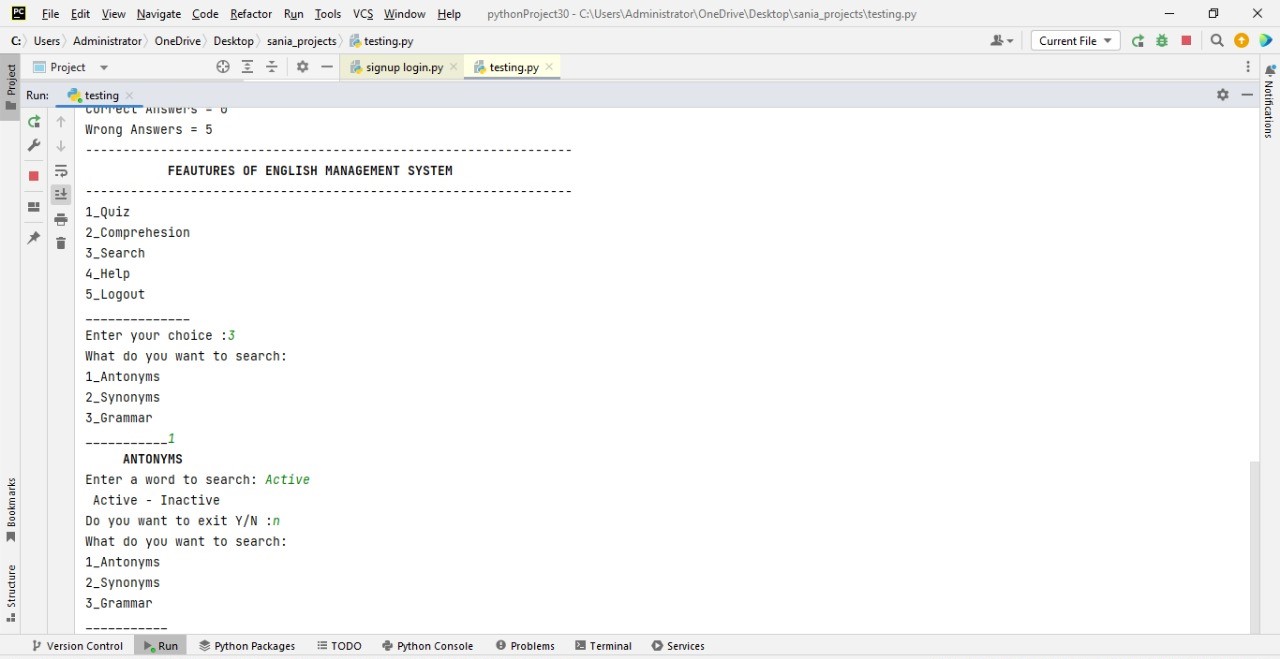 PC File Edit View Navigate Code Refactor Run Tools VCS Window Help pythonProject30 - C:\Users\Administrator\OneDrive\Desktop\sania_projects\testing.py
C: Users Administrator OneDrive Desktop sania_projects testing.py Current File
Project signup login.py testing.py
Project
Notifications
Run: testing
Correct Answers = 0
Wrong Answers = 5
-----------------------------------------------------------------
FEAUTURES OF ENGLISH MANAGEMENT SYSTEM
-----------------------------------------------------------------
1_Quiz
2_Comprehesion
3_Search
4_Help
5_Logout
______________
Enter your choice :3
What do you want to search:
1_Antonyms
2_Synonyms
3_Grammar
___________1
ANTONYMS
Enter a word to search: Active
Active - Inactive
Do you want to exit Y/N :n
What do you want to search:
1_Antonyms
2_Synonyms
3_Grammar
___________
Bookmarks
Structure
Version Control Run Python Packages TODO Python Console Problems Terminal Services